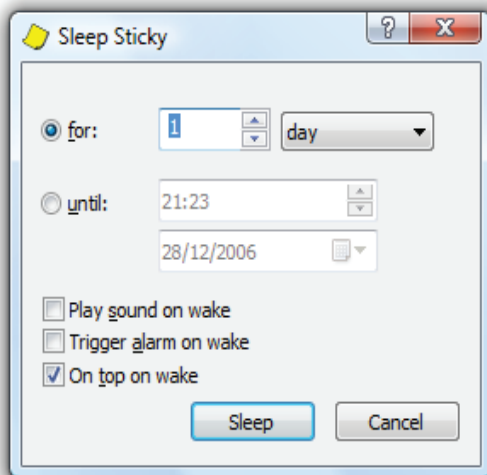 Sleep Sticky
for: 1 day
until: 21:23
28/12/2006
Play sound on wake
Trigger alarm on wake
On top on wake
Sleep Cancel